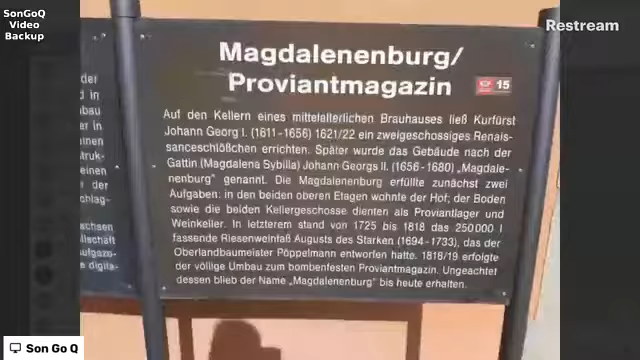 SonGoQ
Video
Backup
Restream
Magdalenenburg/
Proviantmagazin
15
Auf den Kellern eines mittelalterlichen Brauhauses ließ Kurfürst
Johann Georg I. (1611-1656) 1621/22 ein zweigeschossiges Renais-
sanceschlößchen errichten. Später wurde das Gebäude nach der
Gattin (Magdalena Sybilla) Johann Georgs II. (1656-1680) „Magdale-
nenburg" genannt. Die Magdalenenburg erfüllte zunächst zwei
Aufgaben: in den beiden oberen Etagen wohnte der Hof; der Boden
sowie die beiden Kellergeschosse dienten als Proviantlager und
Weinkeller. In letzterem stand von 1725 bis 1818 das 250000 l
fassende Riesenweinfaß Augusts des Starken (1694-1733), das der
Oberlandbaumeister Pöppelmann entworfen hatte. 1818/19 erfolgte
der völlige Umbau zum bombenfesten Proviantmagazin. Ungeachtet
dessen blieb der Name „Magdalenenburg" bis heute erhalten.
Son Go Q